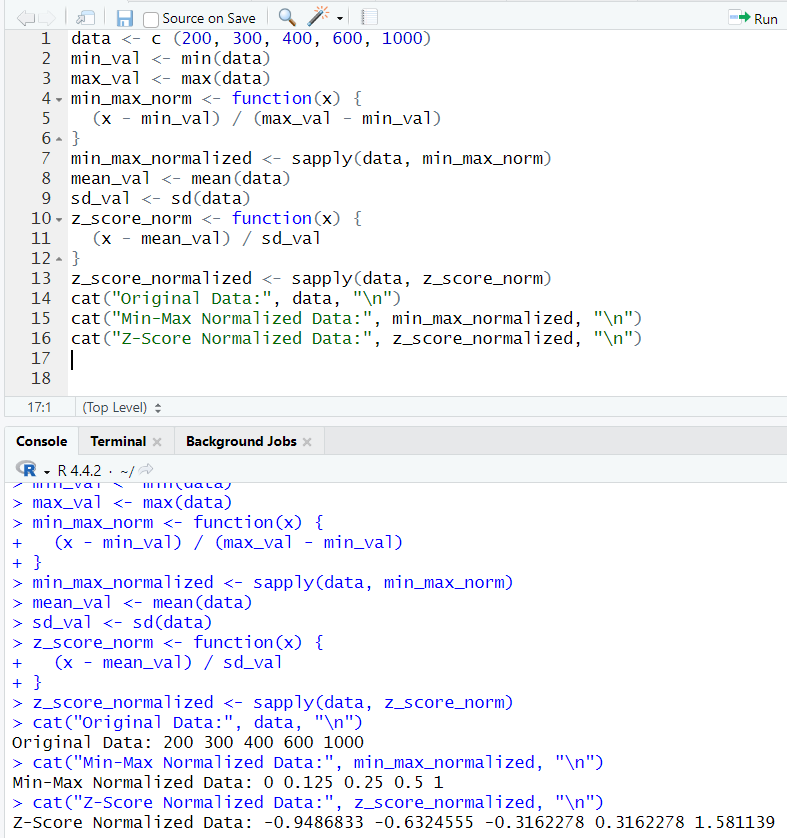 Source on Save
Run
1 data <- c (200, 300, 400, 600, 1000)
2 min_val <- min(data)
3 max_val <- max(data)
4 min_max_norm <- function(x) {
5 (x - min_val) / (max_val - min_val)
6 }
7 min_max_normalized <- sapply(data, min_max_norm)
8 mean_val <- mean(data)
9 sd_val <- sd(data)
10 z_score_norm <- function(x) {
11 (x - mean_val) / sd_val
12 }
13 z_score_normalized <- sapply(data, z_score_norm)
14 cat("Original Data:", data, "\n")
15 cat("Min-Max Normalized Data:", min_max_normalized, "\n")
16 cat("Z-Score Normalized Data:", z_score_normalized, "\n")
17
18
17:1 (Top Level)
Console Terminal Background Jobs
R R 4.4.2 · ~/
> min_val <- min(data)
> max_val <- max(data)
> min_max_norm <- function(x) {
+ (x - min_val) / (max_val - min_val)
+ }
> min_max_normalized <- sapply(data, min_max_norm)
> mean_val <- mean(data)
> sd_val <- sd(data)
> z_score_norm <- function(x) {
+ (x - mean_val) / sd_val
+ }
> z_score_normalized <- sapply(data, z_score_norm)
> cat("Original Data:", data, "\n")
Original Data: 200 300 400 600 1000
> cat("Min-Max Normalized Data:", min_max_normalized, "\n")
Min-Max Normalized Data: 0 0.125 0.25 0.5 1
> cat("Z-Score Normalized Data:", z_score_normalized, "\n")
Z-Score Normalized Data: -0.9486833 -0.6324555 -0.3162278 0.3162278 1.581139